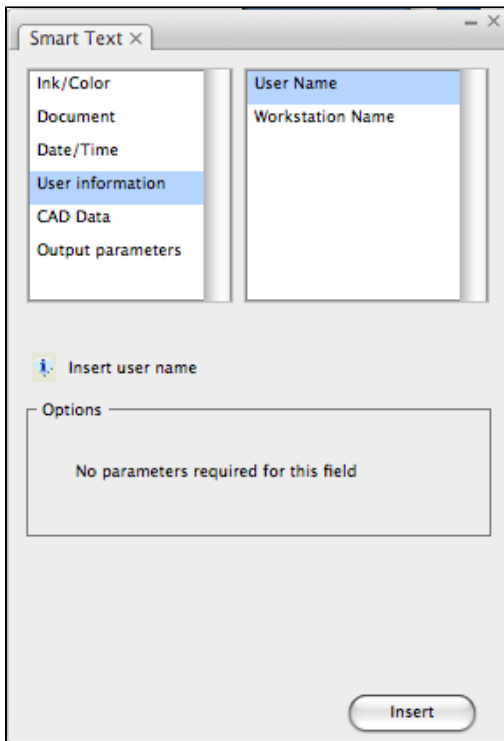 Smart Text
Ink/Color
Document
Date/Time
User information
CAD Data
Output parameters
User Name
Workstation Name
Insert user name
Options
No parameters required for this field
Insert